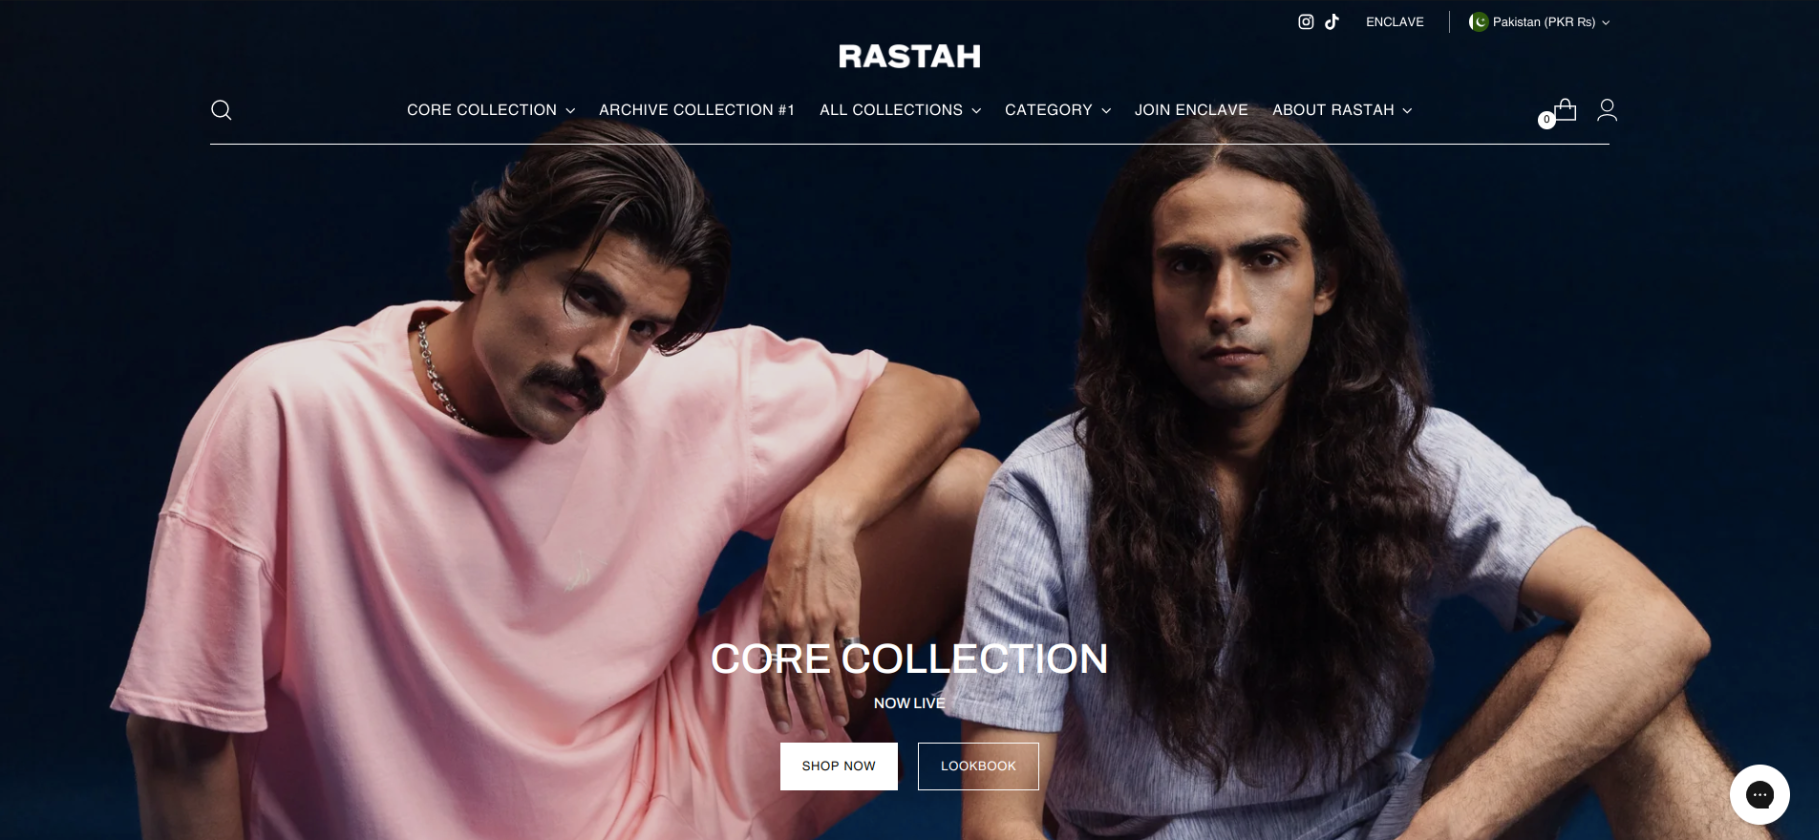 ENCLAVE
Pakistan (PKR Rs)
RASTAH
CORE COLLECTION
ARCHIVE COLLECTION #1
ALL COLLECTIONS
CATEGORY
JOIN ENCLAVE
ABOUT RASTAH
0
CORE COLLECTION
NOW LIVE
SHOP NOW
LOOKBOOK